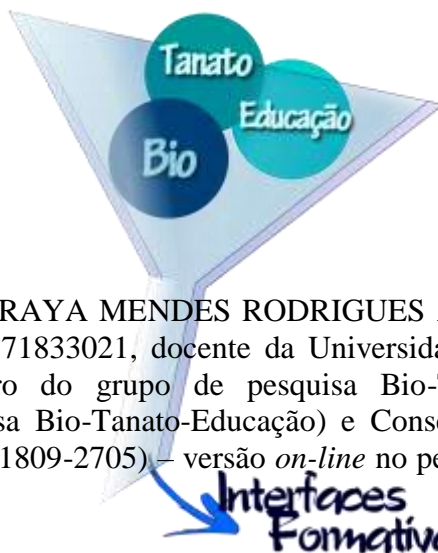 Tanato
Educação
Bio
RAYA MENDES RODRIGUES
71833021, docente da Universida
ro do grupo de pesquisa Bio-
sa Bio-Tanato-Educação) e Conse
1809-2705) – versão on-line no pe
Interfaces
Formativa